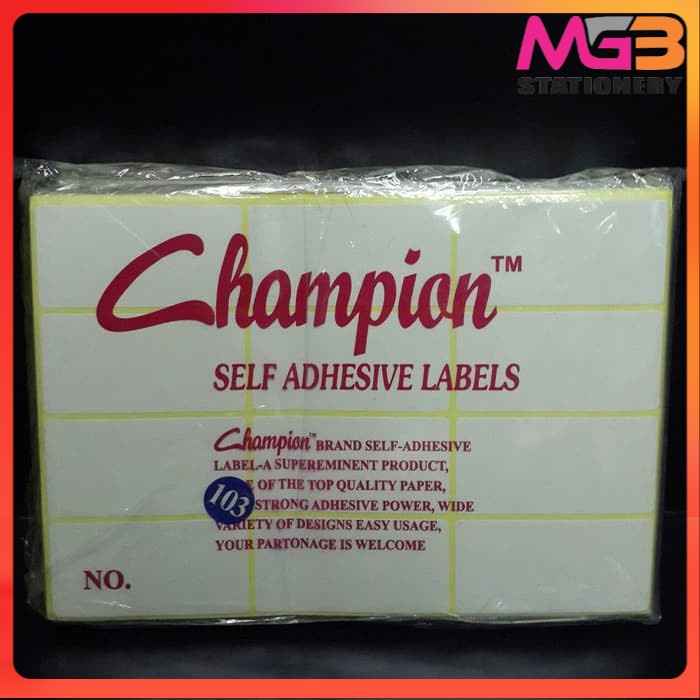 MGB
STATIONERY
Champion™
SELF ADHESIVE LABELS
Champion™ BRAND SELF-ADHESIVE
LABEL-A SUPEREMINENT PRODUCT,
OF THE TOP QUALITY PAPER,
103
STRONG ADHESIVE POWER, WIDE
VARIETY OF DESIGNS EASY USAGE,
YOUR PARTONAGE IS WELCOME
NO.